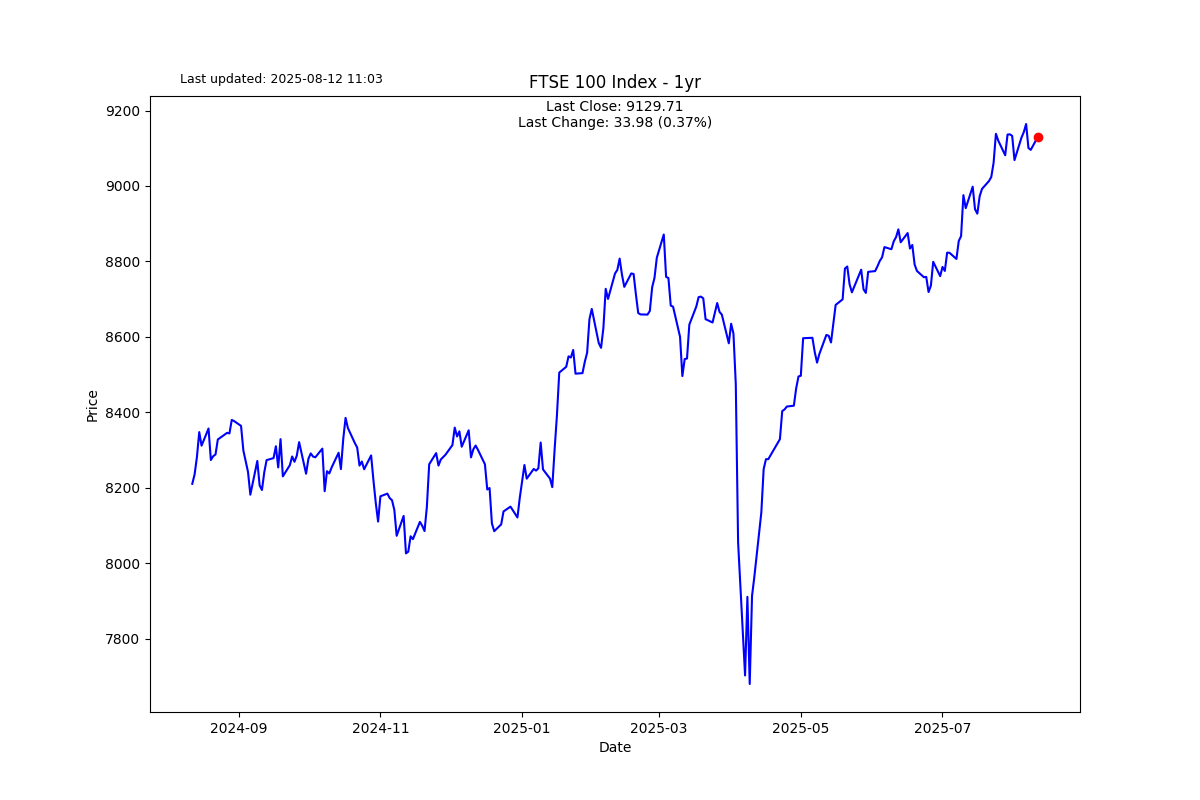 Last updated: 2025-08-12 11:03
FTSE 100 Index - 1yr
Last Close: 9129.71
Last Change: 33.98 (0.37%)
9200
9000
8800
8600
8400
8200
8000
7800
Price
2024-09
2024-11
2025-01
2025-03
2025-05
2025-07
Date